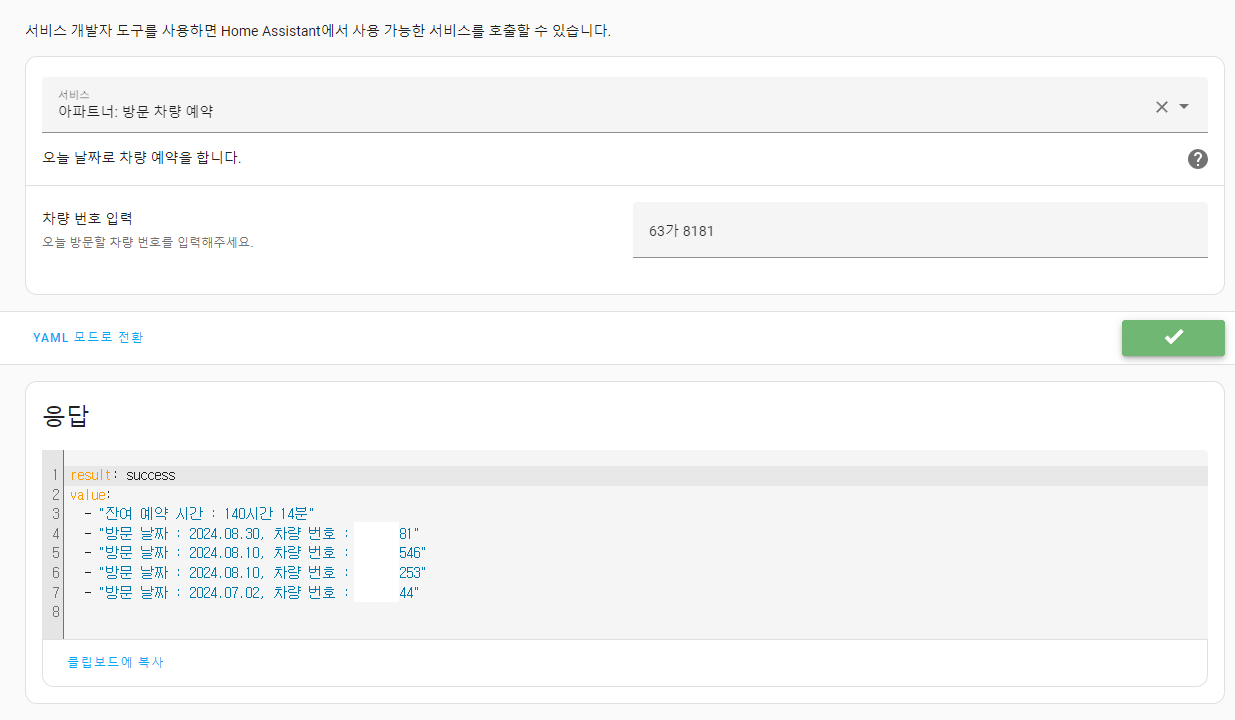 서비스 개발자 도구를 사용하면 Home Assistant에서 사용 가능한 서비스를 호출할 수 있습니다.
서비스
아파트너: 방문 차량 예약
오늘 날짜로 차량 예약을 합니다.
차량 번호 입력
오늘 방문할 차량 번호를 입력해주세요.
63가 8181
YAML 모드로 전환
응답
1 result: success
2 value:
3 - "잔여 예약 시간 : 140시간 14분"
4 - "방문 날짜 : 2024.08.30, 차량 번호 : 81"
5 - "방문 날짜 : 2024.08.10, 차량 번호 : 546"
6 - "방문 날짜 : 2024.08.10, 차량 번호 : 253"
7 - "방문 날짜 : 2024.07.02, 차량 번호 : 44"
8
클립보드에 복사